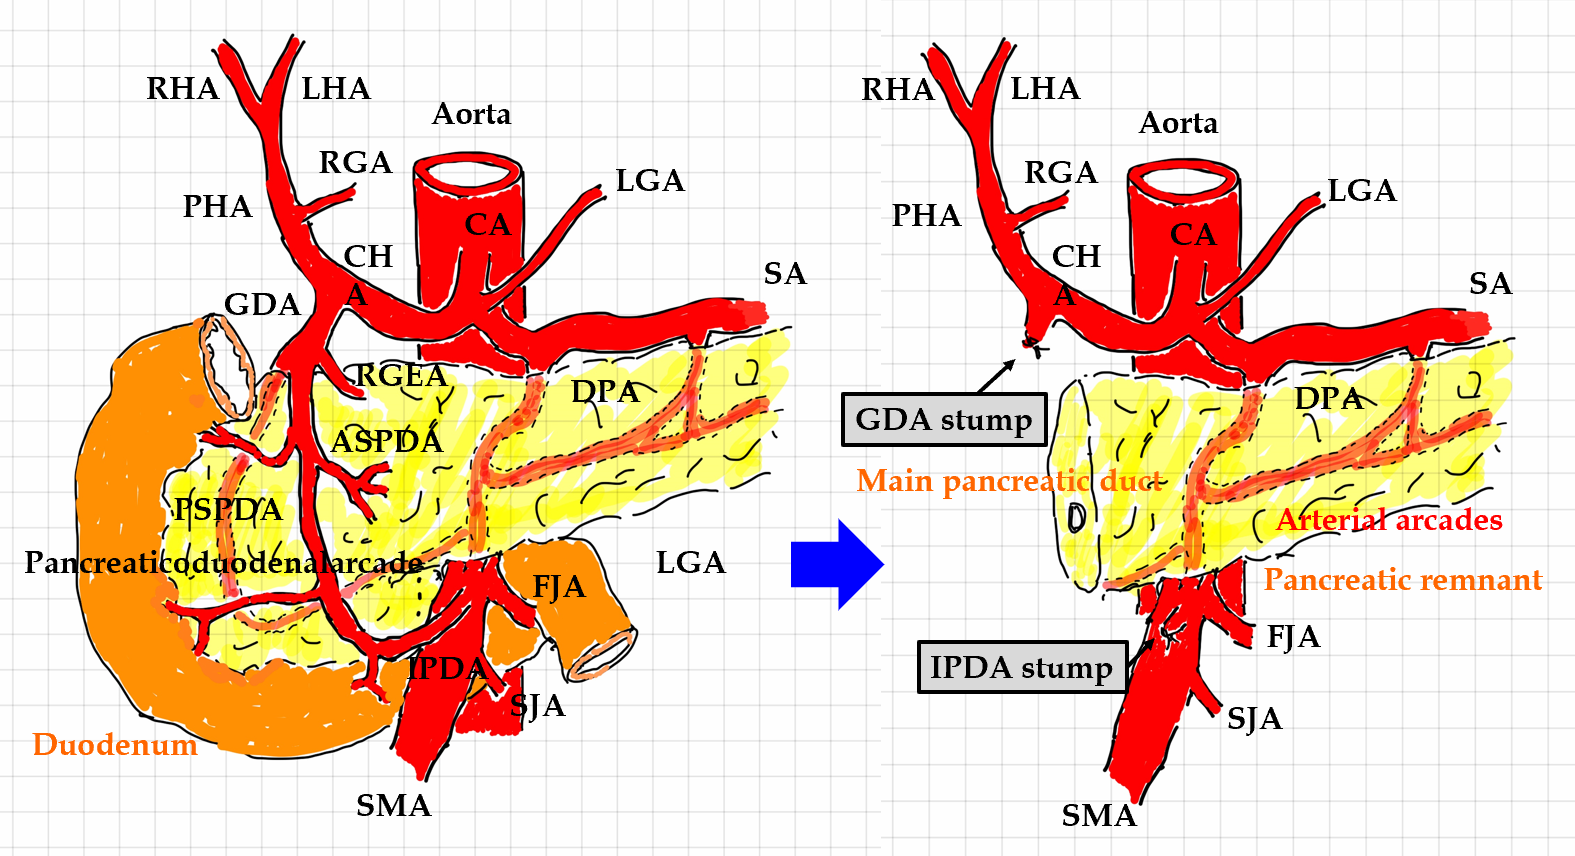 RHA
LHA
Aorta
RGA
LGA
PHA
CA
CH
A
SA
GDA
RGEA
DPA
ASPDA
PSPDA
Pancreaticoduodenalarcade
LGA
FJA
IPDA
SJA
Duodenum
SMA
RHA
LHA
Aorta
RGA
LGA
PHA
CA
CH
A
SA
GDA stump
DPA
Main pancreatic duct
Arterial arcades
Pancreatic remnant
FJA
IPDA stump
SJA
SMA